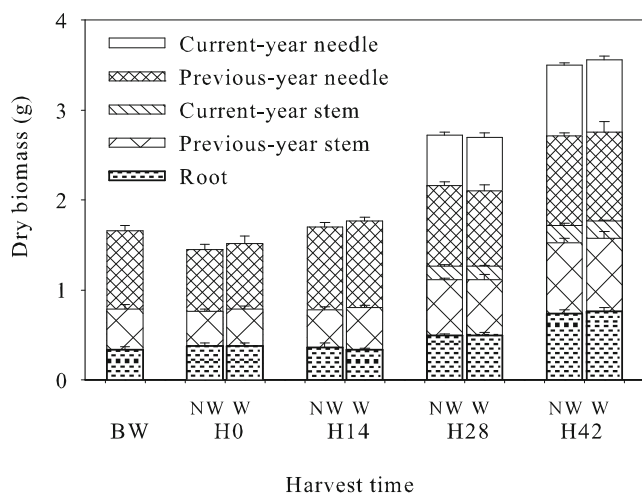 4
3
2
1
0
Dry biomass (g)
Current-year needle
Previous-year needle
Current-year stem
Previous-year stem
Root
NW W NW W NW W NW W
BW H0 H14 H28 H42
Harvest time